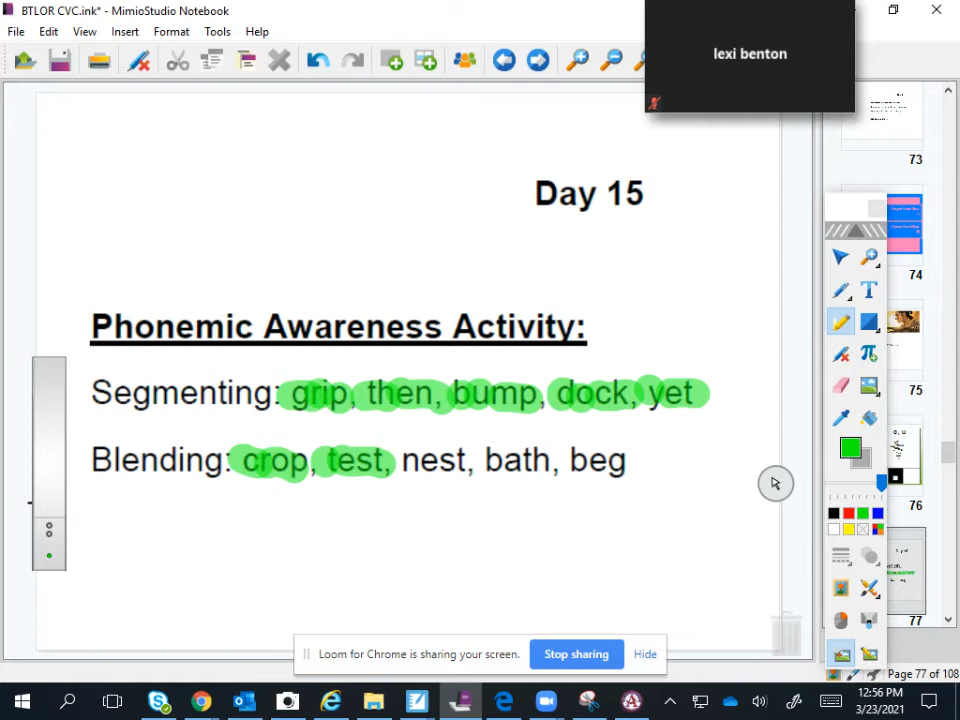 BTLOR CVC.ink* - MimioStudio Notebook
File Edit View Insert Format Tools Help
lexi benton
Day 15
Phonemic Awareness Activity:
Segmenting: grip, then, bump, dock, yet
Blending: crop, test, nest, bath, beg
73
74
75
76
77
Loom for Chrome is sharing your screen. Stop sharing Hide
Page 77 of 108
12:56 PM
3/23/2021